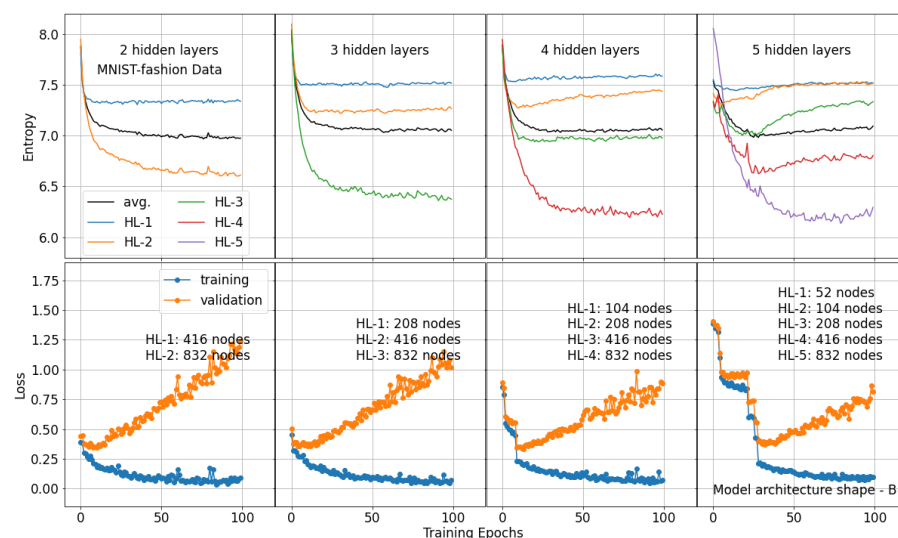 8.0
7.5
7.0
6.5
6.0
Entropy
2 hidden layers
MNIST-fashion Data
avg.
HL-1
HL-2
HL-3
HL-4
HL-5
3 hidden layers
4 hidden layers
5 hidden layers
1.75
1.50
1.25
1.00
0.75
0.50
0.25
0.00
Loss
training
validation
HL-1: 416 nodes
HL-2: 832 nodes
HL-1: 208 nodes
HL-2: 416 nodes
HL-3: 832 nodes
HL-1: 104 nodes
HL-2: 208 nodes
HL-3: 416 nodes
HL-4: 832 nodes
HL-1: 52 nodes
HL-2: 104 nodes
HL-3: 208 nodes
HL-4: 416 nodes
HL-5: 832 nodes
Model architecture shape - B
0 50 100 0 50 100 0 50 100 0 50 100
Training Epochs